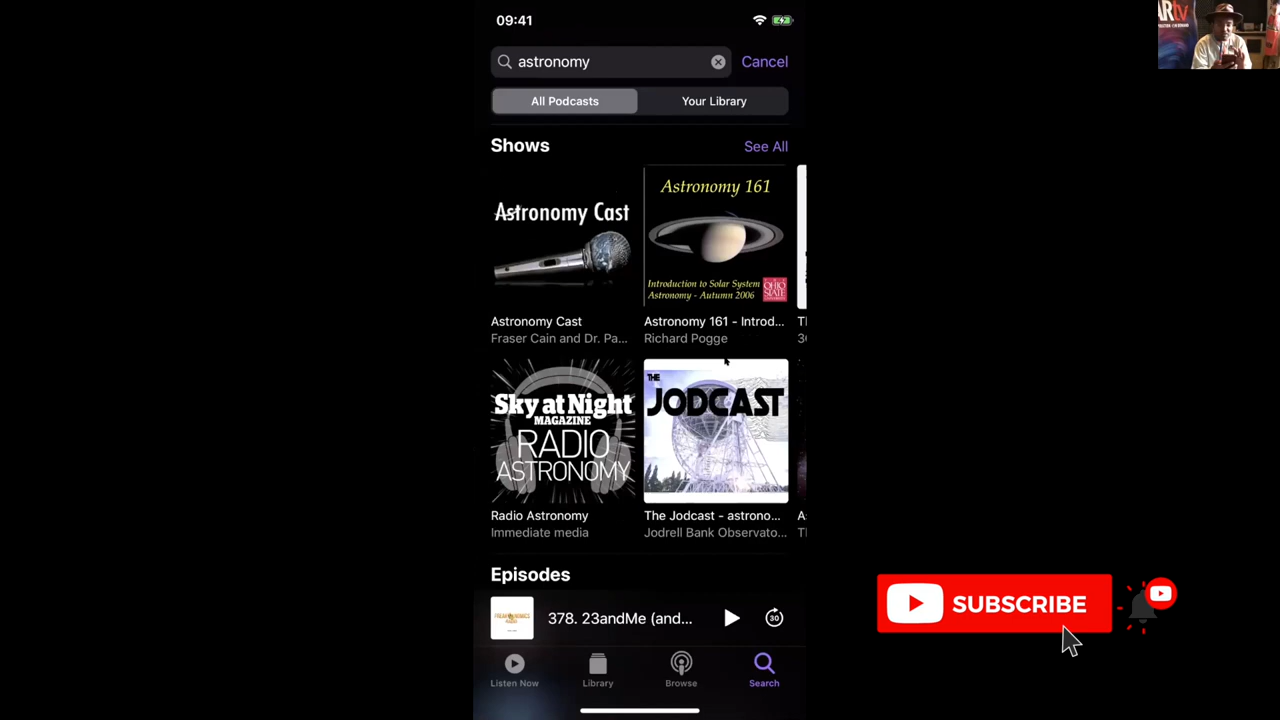 09:41
astronomy
Cancel
All Podcasts
Your Library
Shows
See All
Astronomy Cast
Astronomy 161
Introduction to Solar System
Astronomy - Autumn 2006
OHIO
STATE
Astronomy Cast
Fraser Cain and Dr. Pa...
Astronomy 161 - Introd...
Richard Pogge
Sky at Night
MAGAZINE
RADIO
ASTRONOMY
THE
JODCAST
Radio Astronomy
Immediate media
The Jodcast - astrono...
Jodrell Bank Observato...
Episodes
378. 23andMe (and...
30
Listen Now
Library
Browse
Search
SUBSCRIBE